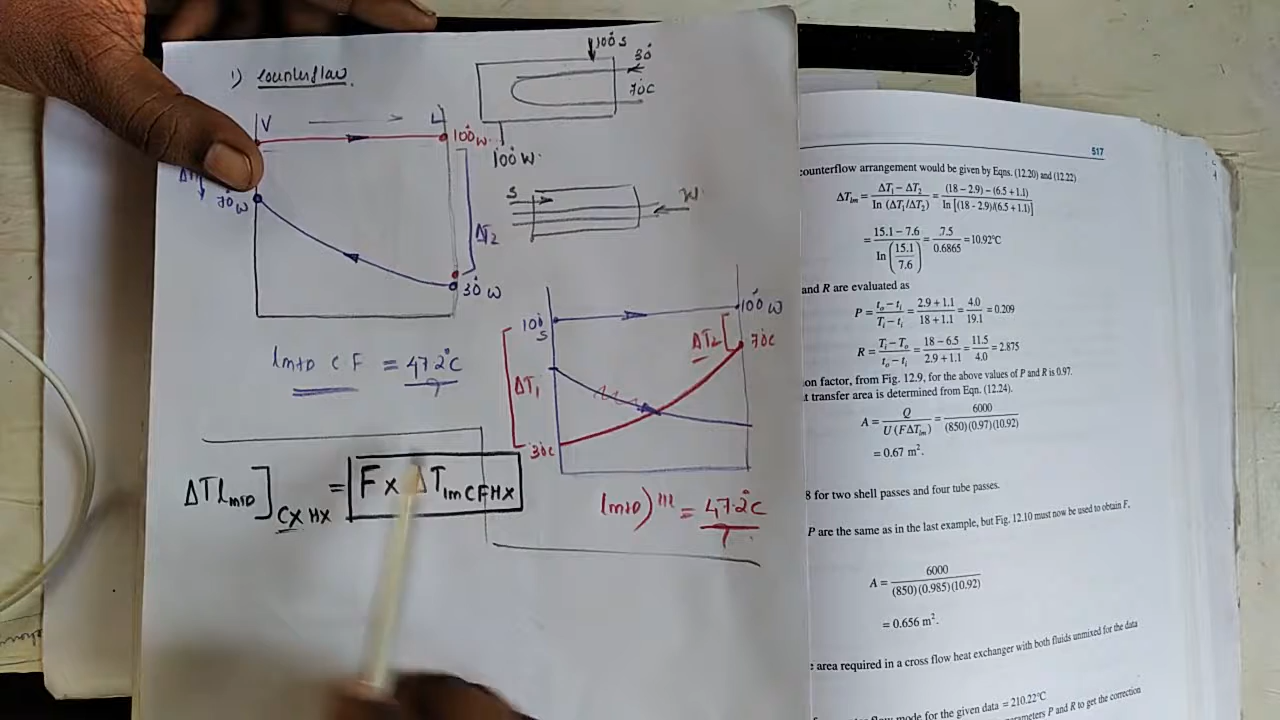 1) counterflow.
V
L
100 w.
ΔT1
70 w
ΔT2
30 w
100 s
30
70c
100 w.
s
w
lmtd CF = 47.2°C
100 s
100 w
ΔT1
ΔT2
70c
30c
ΔTlmtd]CX HX = F x ΔTlm CFHX
lmtd)lll = 47.2°C
517
counterflow arrangement would be given by Eqns. (12.20) and (12.22)
ΔTlm = (ΔT1 − ΔT2) / (ln (ΔT1/ΔT2)) = ((18 − 2.9) − (6.5 + 1.1)) / (ln [(18 − 2.9)/(6.5 + 1.1)])
= (15.1 − 7.6) / (ln (15.1/7.6)) = 7.5/0.6865 = 10.92°C
and R are evaluated as
P = (to − ti)/(Ti − ti) = (2.9 + 1.1)/(18 + 1.1) = 4.0/19.1 = 0.209
R = (Ti − To)/(to − ti) = (18 − 6.5)/(2.9 + 1.1) = 11.5/4.0 = 2.875
on factor, from Fig. 12.9, for the above values of P and R is 0.97.
t transfer area is determined from Eqn. (12.24).
A = Q/(U (FΔTlm)) = 6000/((850)(0.97)(10.92))
= 0.67 m².
8 for two shell passes and four tube passes.
P are the same as in the last example, but Fig. 12.10 must now be used to obtain F.
A = 6000/((850)(0.985)(10.92))
= 0.656 m².
area required in a cross flow heat exchanger with both fluids unmixed for the data
flow mode for the given data = 210.22°C
parameters P and R to get the correction